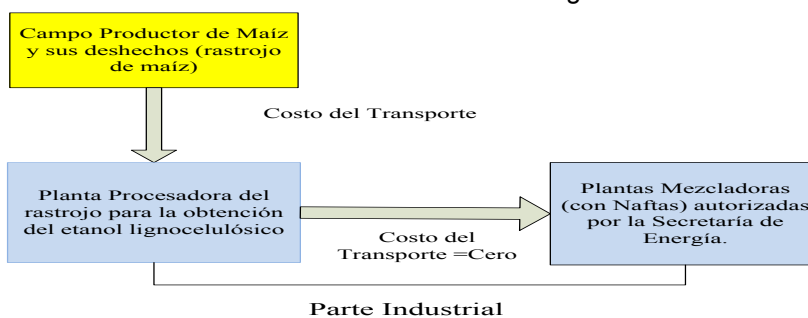 Campo Productor de Maíz
y sus deshechos (rastrojo
de maíz)
Costo del Transporte
Planta Procesadora del
rastrojo para la obtención
del etanol lignocelulósico
Costo del
Transporte =Cero
Plantas Mezcladoras
(con Naftas) autorizadas
por la Secretaría de
Energía.
Parte Industrial